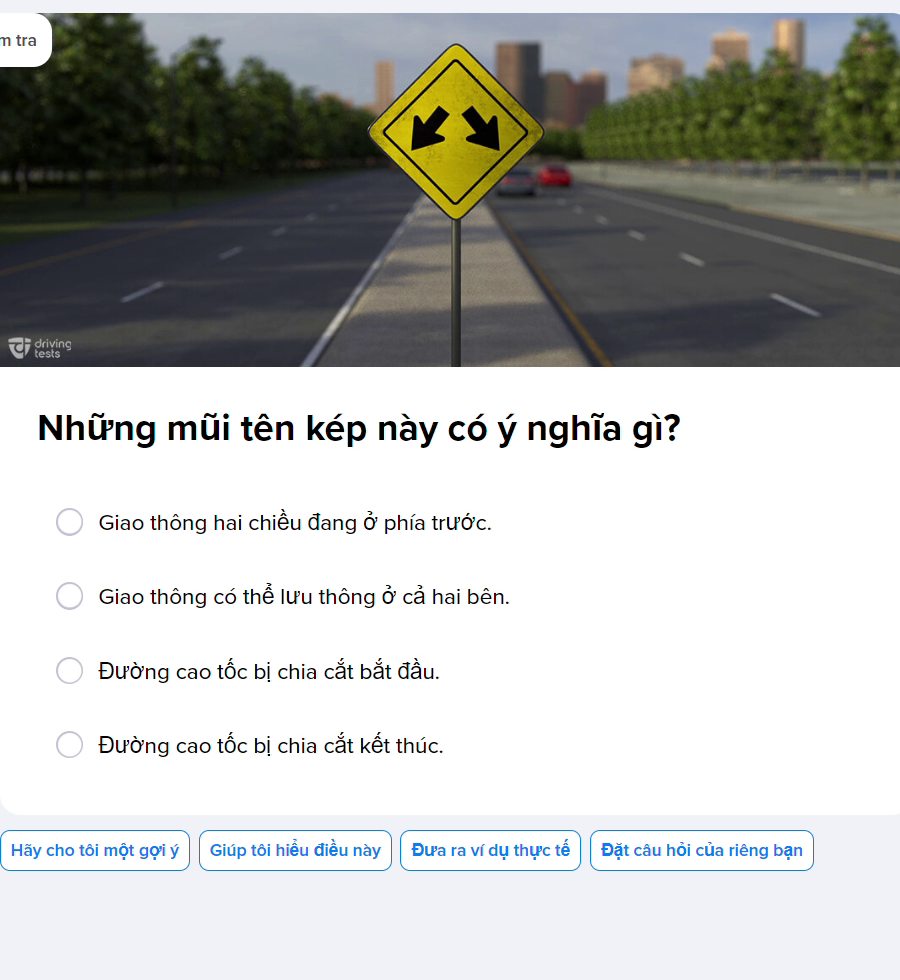 m tra
driving
tests
Những mũi tên kép này có ý nghĩa gì?
Giao thông hai chiều đang ở phía trước.
Giao thông có thể lưu thông ở cả hai bên.
Đường cao tốc bị chia cắt bắt đầu.
Đường cao tốc bị chia cắt kết thúc.
Hãy cho tôi một gợi ý
Giúp tôi hiểu điều này
Đưa ra ví dụ thực tế
Đặt câu hỏi của riêng bạn